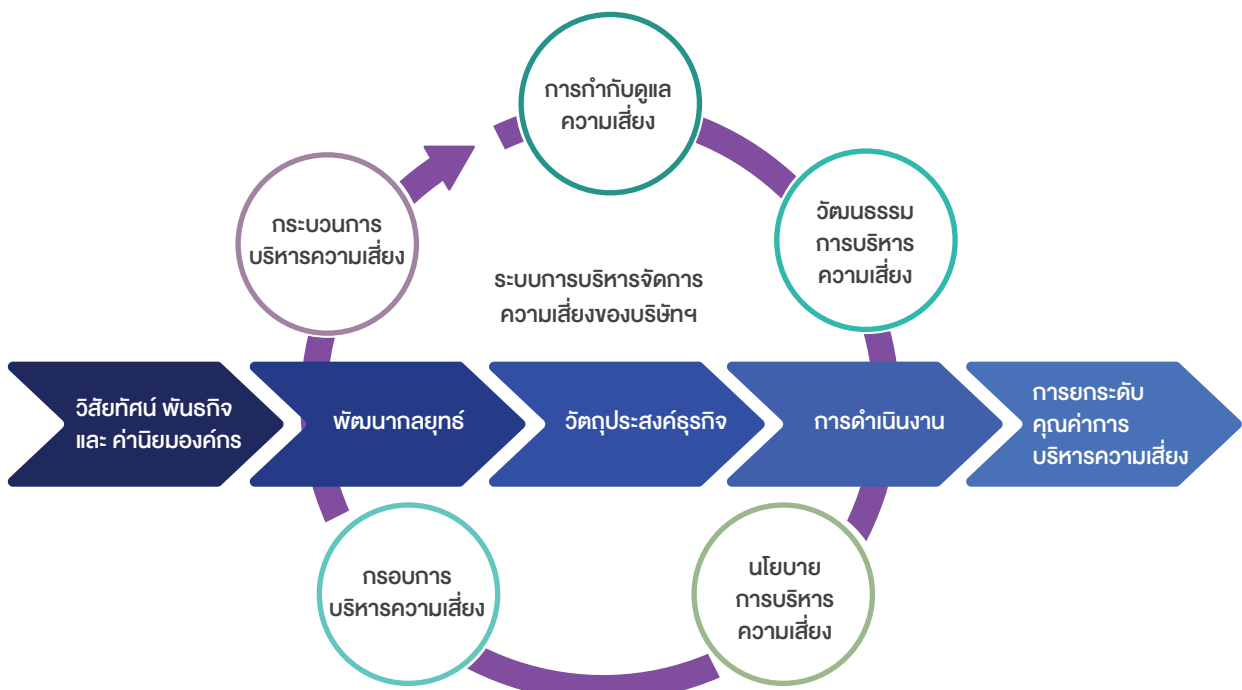 การกำกับดูแล
ความเสี่ยง
วัฒนธรรม
การบริหาร
ความเสี่ยง
กระบวนการ
บริหารความเสี่ยง
ระบบการบริหารจัดการ
ความเสี่ยงของบริษัทฯ
วิสัยทัศน์ พันธกิจ
และ ค่านิยมองค์กร
พัฒนากลยุทธ์
วัตถุประสงค์ธุรกิจ
การดำเนินงาน
การยกระดับ
คุณค่าการ
บริหารความเสี่ยง
กรอบการ
บริหารความเสี่ยง
นโยบาย
การบริหาร
ความเสี่ยง